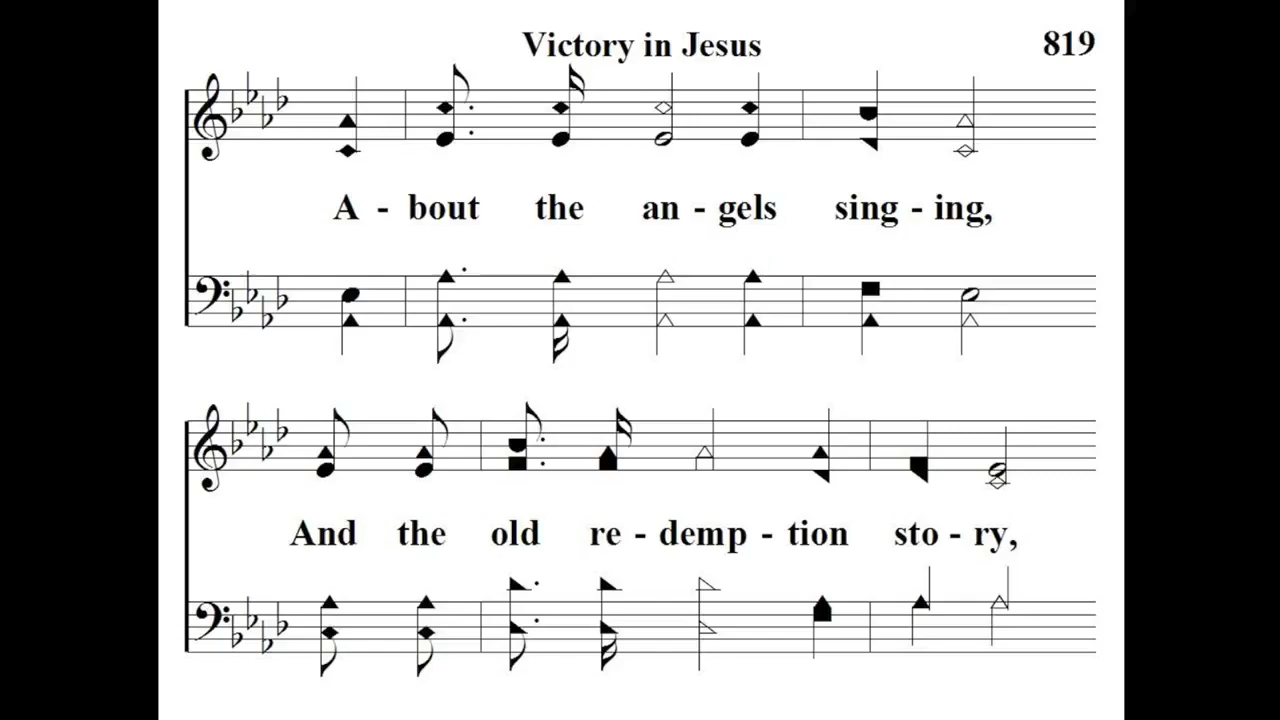 Victory in Jesus 819
A - bout the an - gels sing - ing,
And the old re - demp - tion sto - ry,